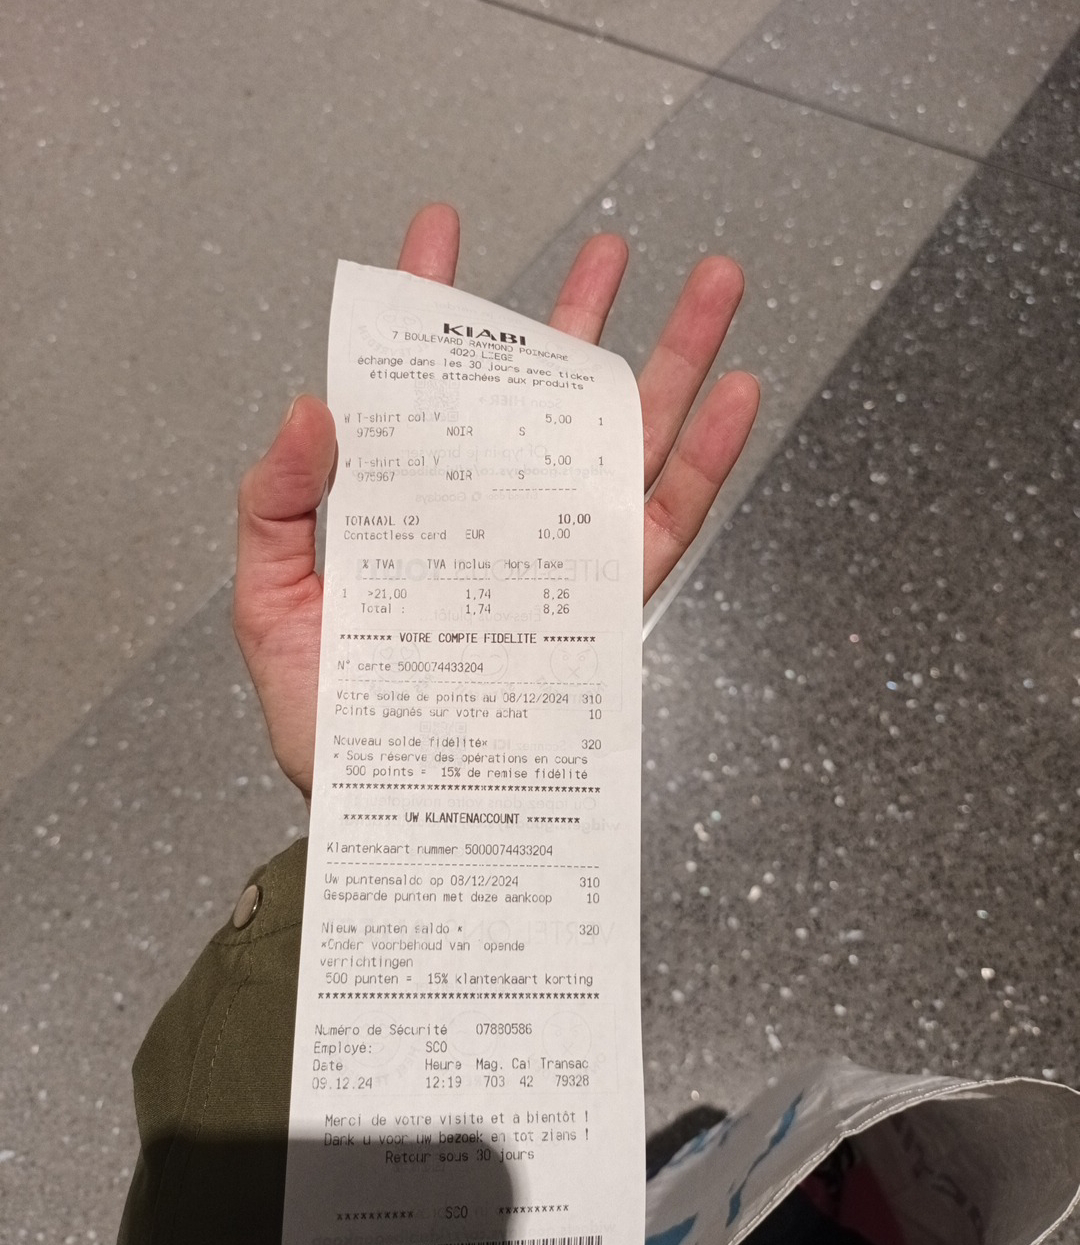 KIABI
7 BOULEVARD RAYMOND POINCARE
4020 LIEGE
échange dans les 30 jours avec ticket
étiquettes attachées aux produits
W T-shirt col V 5,00 1
975967 NOIR S
W T-shirt col V 5,00 1
975967 NOIR S
--------------
TOTA(A)L (2) 10,00
Contactless card EUR 10,00
% TVA TVA Inclus Hors Taxe
1 >21,00 1,74 8,26
Total : 1,74 8,26
******** VOTRE COMPTE FIDELITE ********
N° carte 5000074433204
Votre solde de points au 08/12/2024 310
Points gagnés sur votre achat 10
Nouveau solde fidélité* 320
* Sous réserve des opérations en cours
500 points = 15% de remise fidélité
*****************************************
******** UW KLANTENACCOUNT ********
Klantenkaart nummer 5000074433204
Uw puntensaldo op 08/12/2024 310
Gespaarde punten met deze aankoop 10
Nieuw punten saldo * 320
*Onder voorbehoud van lopende
verrichtingen
500 punten = 15% klantenkaart korting
*****************************************
Numéro de Sécurité 07880586
Employé: SCO
Date Heure Mag. Cai Transac
09.12.24 12:19 703 42 79328
Merci de votre visite et à bientôt !
Dank u voor uw bezoek en tot ziens !
Retour sous 30 jours
********** SCO **********